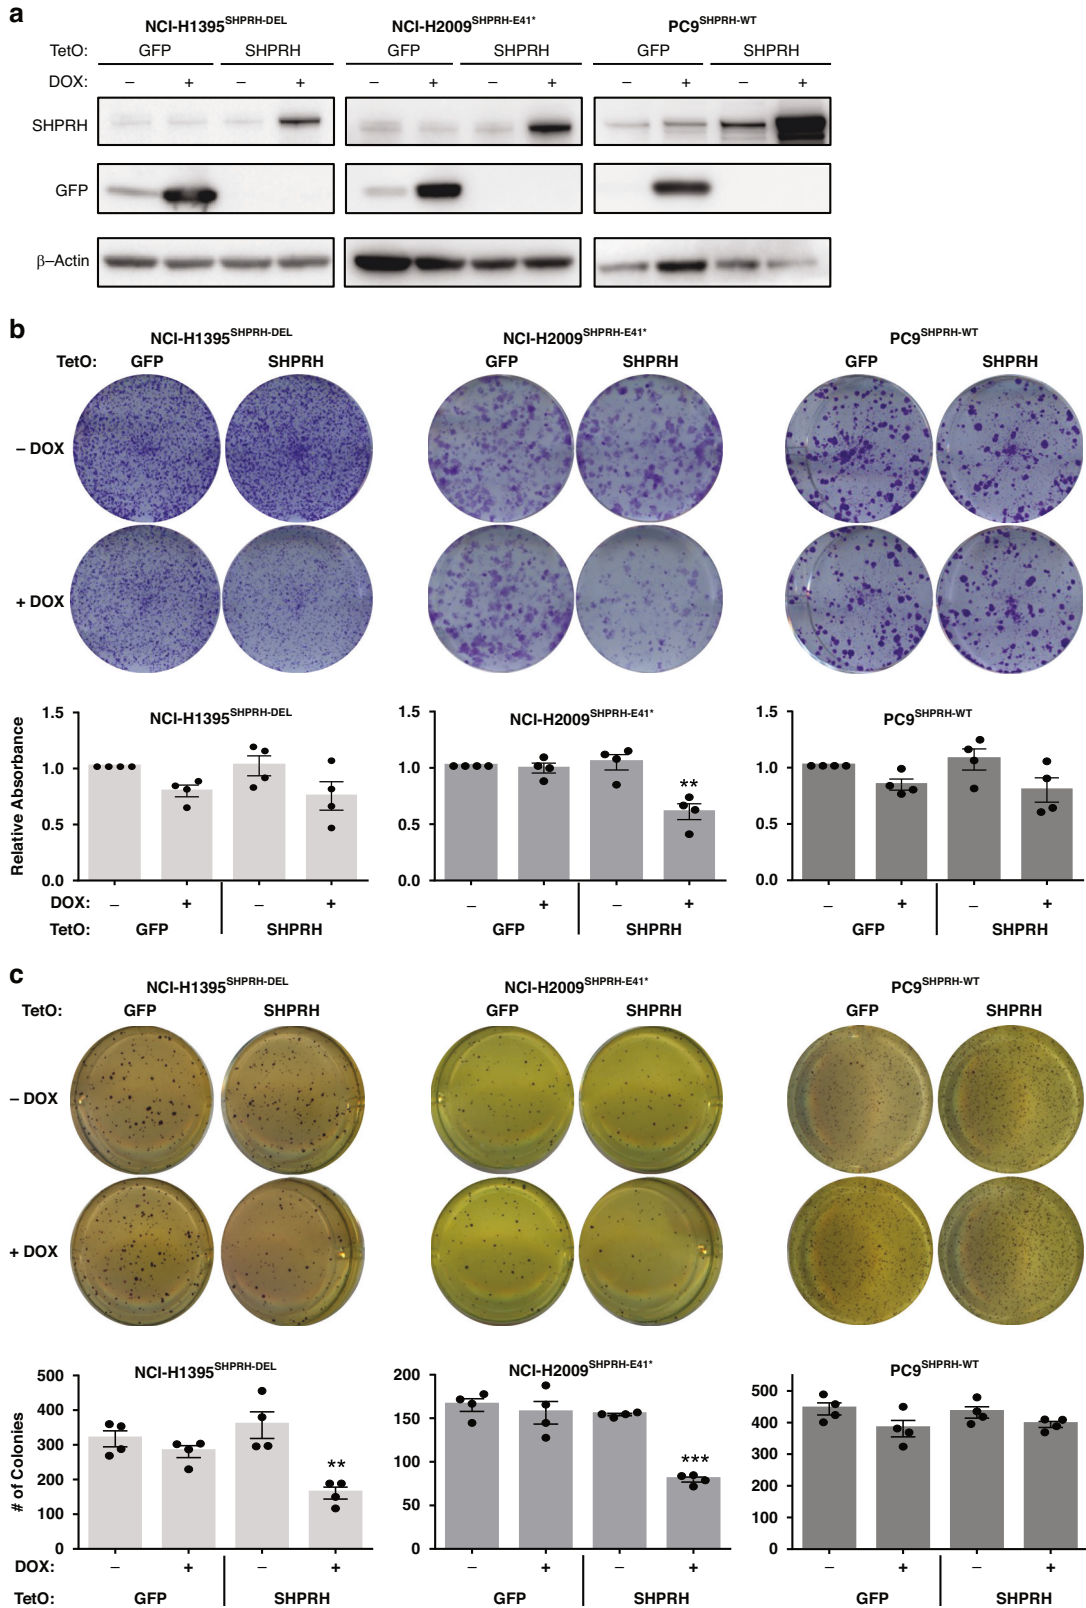 a
NCI-H1395SHPRH-DEL NCI-H2009SHPRH-E41* PC9SHPRH-WT
TetO: GFP SHPRH GFP SHPRH GFP SHPRH
DOX: – + – + – + – + – + – +
SHPRH
GFP
β–Actin
b
NCI-H1395SHPRH-DEL NCI-H2009SHPRH-E41* PC9SHPRH-WT
TetO: GFP SHPRH GFP SHPRH GFP SHPRH
– DOX
+ DOX
NCI-H1395SHPRH-DEL NCI-H2009SHPRH-E41* PC9SHPRH-WT
Relative Absorbance
1.5 1.5 1.5
1.0 1.0 1.0
**
0.5 0.5 0.5
0.0 0.0 0.0
DOX: – + – + – + – + – + – +
TetO: GFP SHPRH GFP SHPRH GFP SHPRH
c
NCI-H1395SHPRH-DEL NCI-H2009SHPRH-E41* PC9SHPRH-WT
TetO: GFP SHPRH GFP SHPRH GFP SHPRH
– DOX
+ DOX
NCI-H1395SHPRH-DEL NCI-H2009SHPRH-E41* PC9SHPRH-WT
# of Colonies
500 200 500
400 150 400
300 100 300
200 50 200
100 0 100
0 0
** ***
DOX: – + – + – + – + – + – +
TetO: GFP SHPRH GFP SHPRH GFP SHPRH